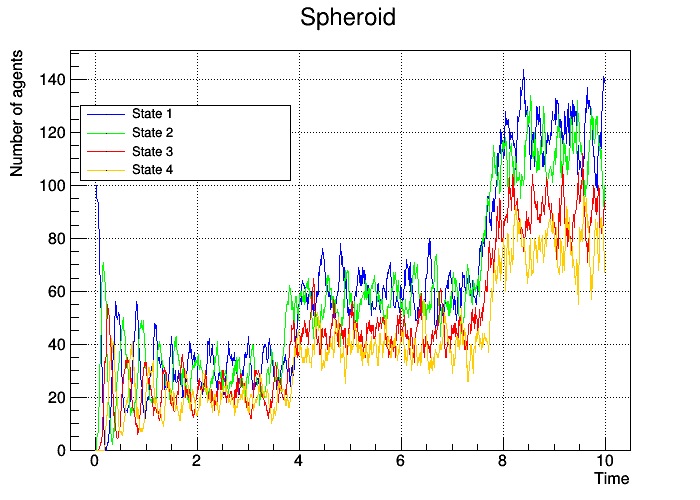 Spheroid
Number of agents
140
120
100
80
60
40
20
0
State 1
State 2
State 3
State 4
0 2 4 6 8 10
Time